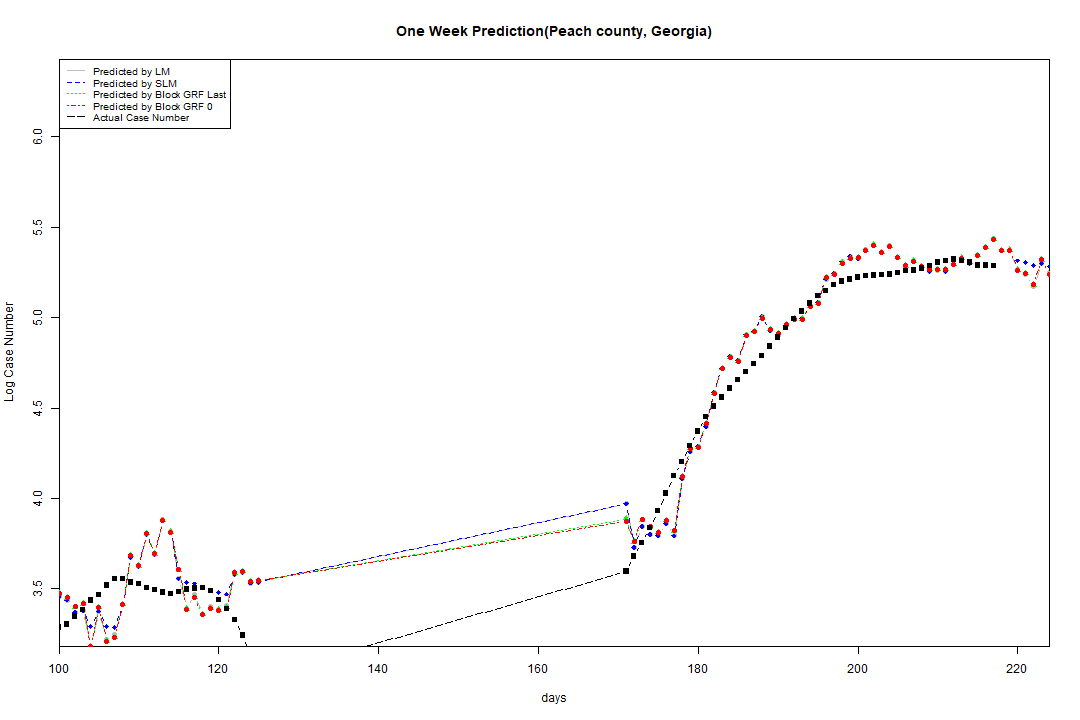 One Week Prediction(Peach county, Georgia)
Predicted by LM
Predicted by SLM
Predicted by Block GRF Last
Predicted by Block GRF 0
Actual Case Number
6.0
5.5
5.0
4.5
4.0
3.5
Log Case Number
100 120 140 160 180 200 220
days